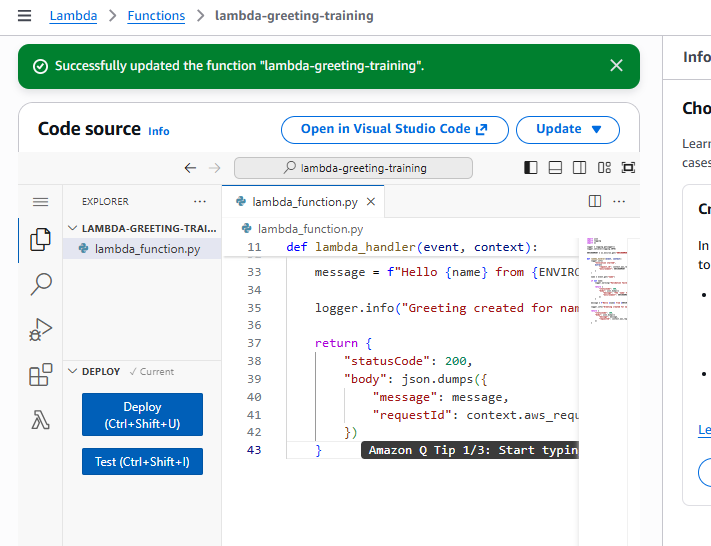 Lambda > Functions > lambda-greeting-training
Successfully updated the function "lambda-greeting-training".
Info
Code source Info
Open in Visual Studio Code
Update
Cho
Learn
cases
lambda-greeting-training
EXPLORER ...
lambda_function.py
LAMBDA-GREETING-TRAI...
lambda_function.py
lambda_function.py
Cr
In
to
11 def lambda_handler(event, context):
33 message = f"Hello {name} from {ENVIRO
34
35 logger.info("Greeting created for nam
36
37 return {
38 "statusCode": 200,
39 "body": json.dumps({
40 "message": message,
41 "requestId": context.aws_requ
42 })
43 }
Amazon Q Tip 1/3: Start typin
DEPLOY Current
Deploy
(Ctrl+Shift+U)
Test (Ctrl+Shift+I)
Le